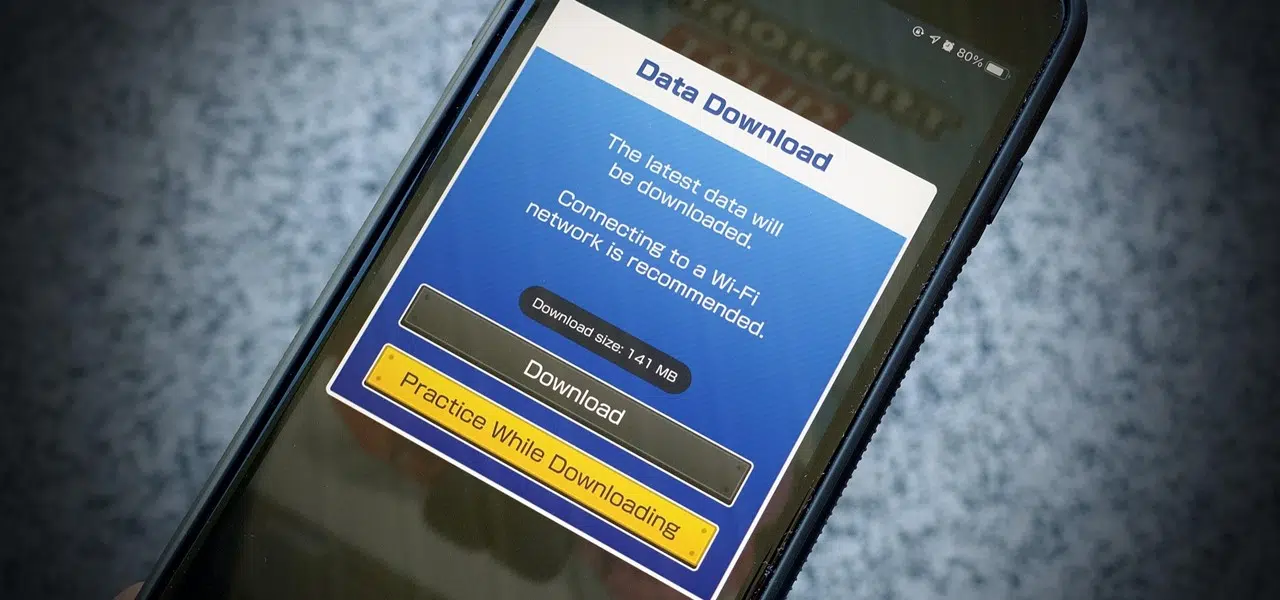 80%
Data Download
The latest data will
be downloaded.
Connecting to a Wi-Fi
network is recommended.
Download size: 141 MB
Download
Practice While Downloading